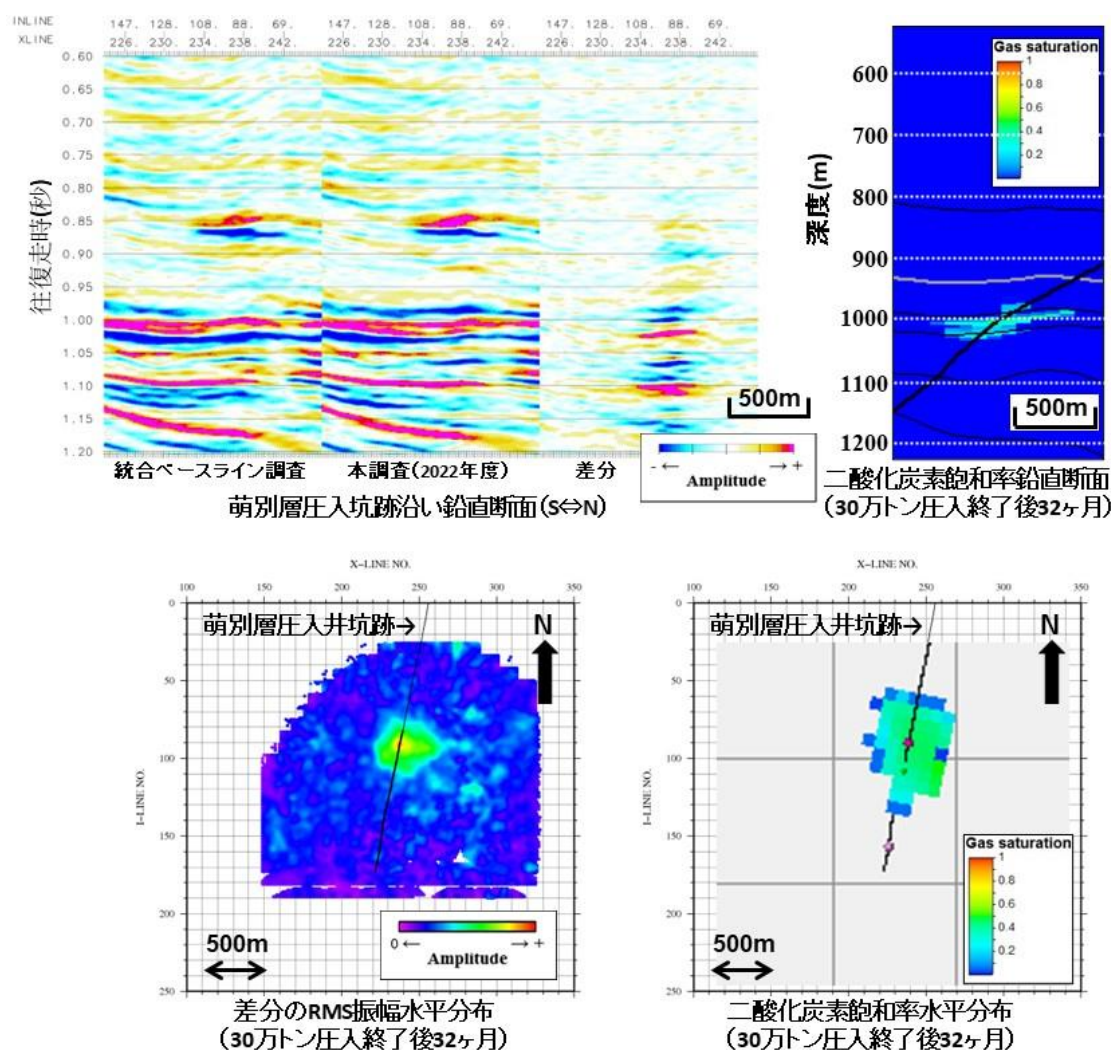 INLINE 147. 128. 108. 88. 69. 147. 128. 108. 88. 69. 147. 128. 108. 88. 69.
XLINE 226. 230. 234. 238. 242. 226. 230. 234. 238. 242. 226. 230. 234. 238. 242.
0.60
0.65
0.70
0.75
0.80
0.85
0.90
0.95
1.00
1.05
1.10
1.15
1.20
往復走時(秒)
500m
- ← → +
Amplitude
統合ベースライン調査 本調査(2022年度) 差分
萌別層圧入坑跡沿い鉛直断面(S⇔N)
Gas saturation
1
0.8
0.6
0.4
0.2
600
700
800
900
1000
1100
1200
深度(m)
500m
二酸化炭素飽和率鉛直断面
(30万トン圧入終了後32ヶ月)
X-LINE NO.
100 150 200 250 300 350
0
50
100
150
200
250
I-LINE NO.
萌別層圧入井坑跡→
N
0 ← → +
Amplitude
500m
差分のRMS振幅水平分布
(30万トン圧入終了後32ヶ月)
X-LINE NO.
100 150 200 250 300 350
0
50
100
150
200
250
I-LINE NO.
萌別層圧入井坑跡→
N
Gas saturation
1
0.8
0.6
0.4
0.2
500m
二酸化炭素飽和率水平分布
(30万トン圧入終了後32ヶ月)